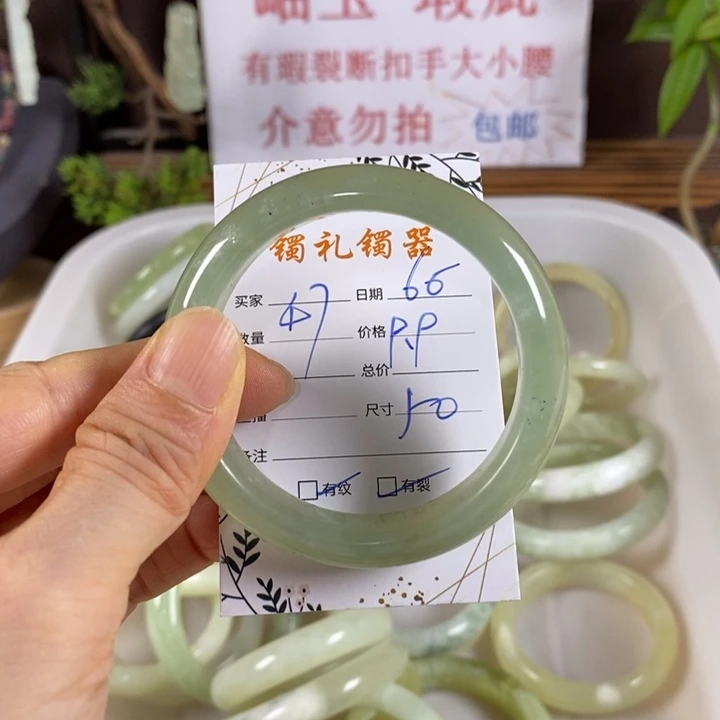 岫玉 瑕疵
有瑕裂断扣手大小腰
介意勿拍 包邮
镯礼镯器
买家 47 日期 66
数量 价格 P.P
总价
尺寸 50
备注
□有纹 □有裂